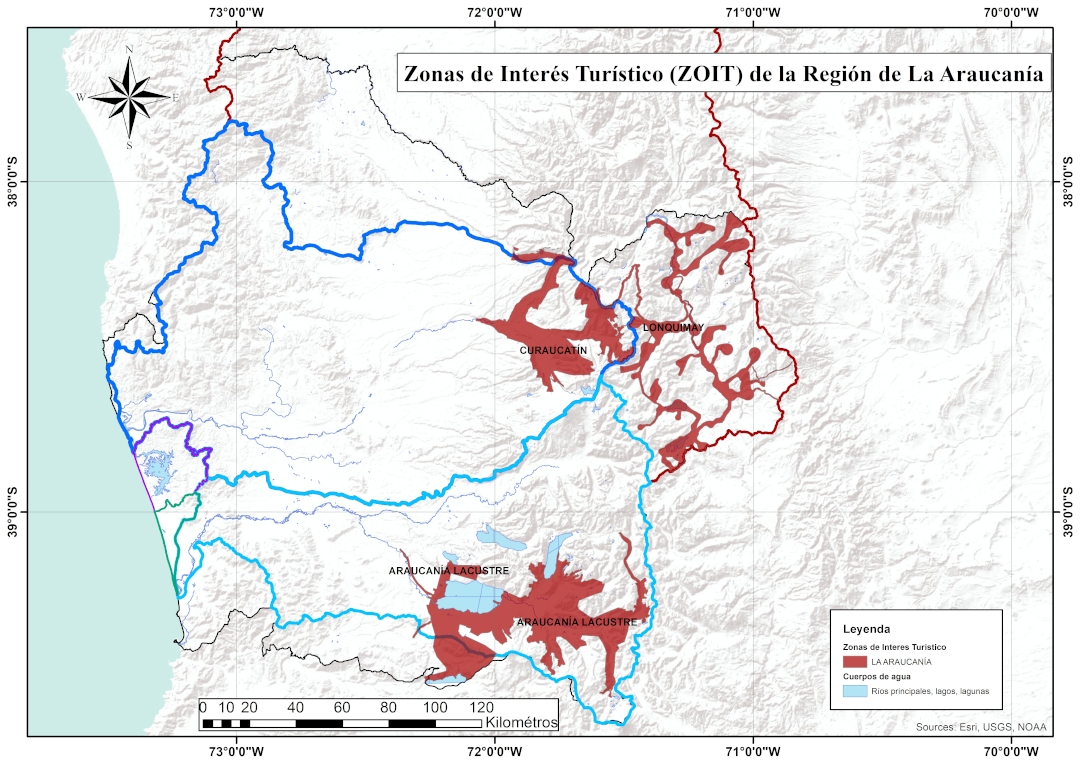 73°0'0"W 72°0'0"W 71°0'0"W 70°0'0"W
Zonas de Interés Turístico (ZOIT) de la Región de La Araucanía
N
W E
S
4
38°0'0"S 38°0'0"S
LONQUIMAY
CURAUCATÍN
39°0'0"S 39°0'0"S
ARAUCANÍA LACUSTRE
ARAUCANÍA LACUSTRE
Leyenda
Zonas de Interes Turístico
LA ARAUCANÍA
Cuerpos de agua
Ríos principales, lagos, lagunas
0 10 20 40 60 80 100 120
Kilométros
Sources: Esri, USGS, NOAA
73°0'0"W 72°0'0"W 71°0'0"W 70°0'0"W